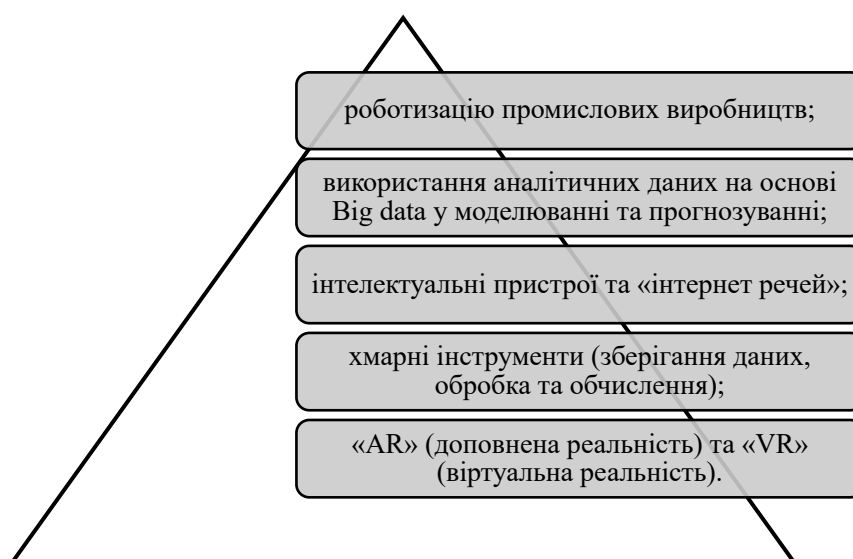 роботизацію промислових виробництв;
використання аналітичних даних на основі
Big data у моделюванні та прогнозуванні;
інтелектуальні пристрої та «інтернет речей»;
хмарні інструменти (зберігання даних,
обробка та обчислення);
«AR» (доповнена реальність) та «VR»
(віртуальна реальність).